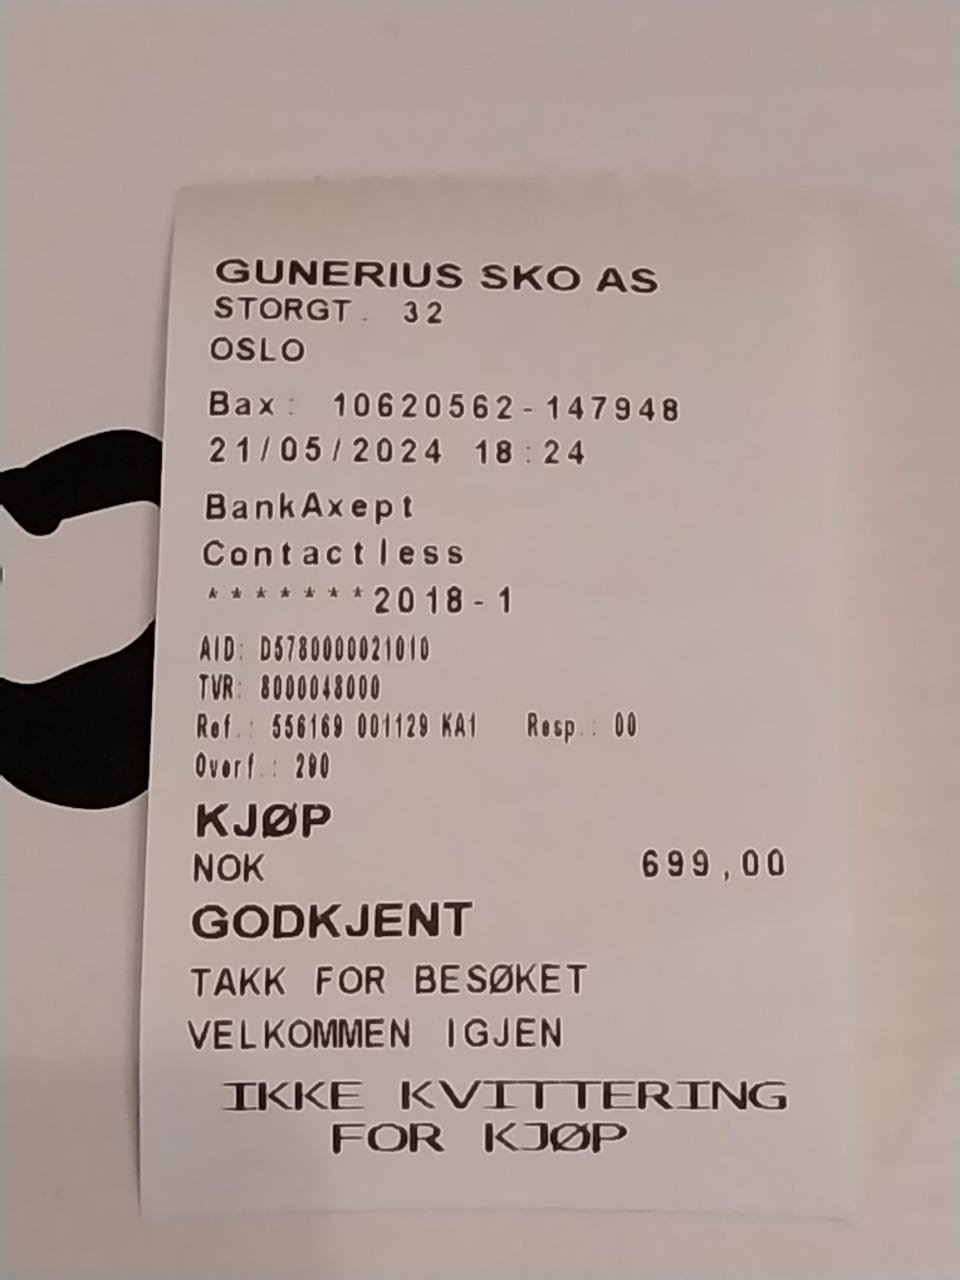 GUNERIUS SKO AS
STORGT. 32
OSLO
Bax: 10620562-147948
21/05/2024 18:24
BankAxept
Contactless
*******2018-1
AID: D5780000021010
TVR: 8000048000
Ref.: 556169 001129 KA1 Resp.: 00
Overf.: 280
KJØP
NOK 699,00
GODKJENT
TAKK FOR BESØKET
VELKOMMEN IGJEN
IKKE KVITTERING
FOR KJØP